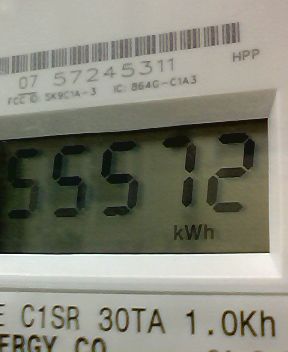 07 57245311 HPP
FCC ID: SK9C1A-3 IC: 864G-C1A3
55572
kWh
E C1SR 30TA 1.0Kh
ERGY CO